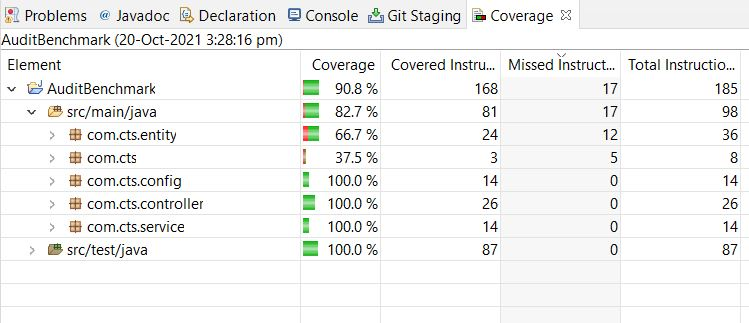 Problems @ Javadoc Declaration Console Git Staging Coverage
AuditBenchmark (20-Oct-2021 3:28:16 pm)
Element Coverage Covered Instru... Missed Instruct... Total Instructio...
AuditBenchmark 90.8 % 168 17 185
src/main/java 82.7 % 81 17 98
com.cts.entity 66.7 % 24 12 36
com.cts 37.5 % 3 5 8
com.cts.config 100.0 % 14 0 14
com.cts.controller 100.0 % 26 0 26
com.cts.service 100.0 % 14 0 14
src/test/java 100.0 % 87 0 87